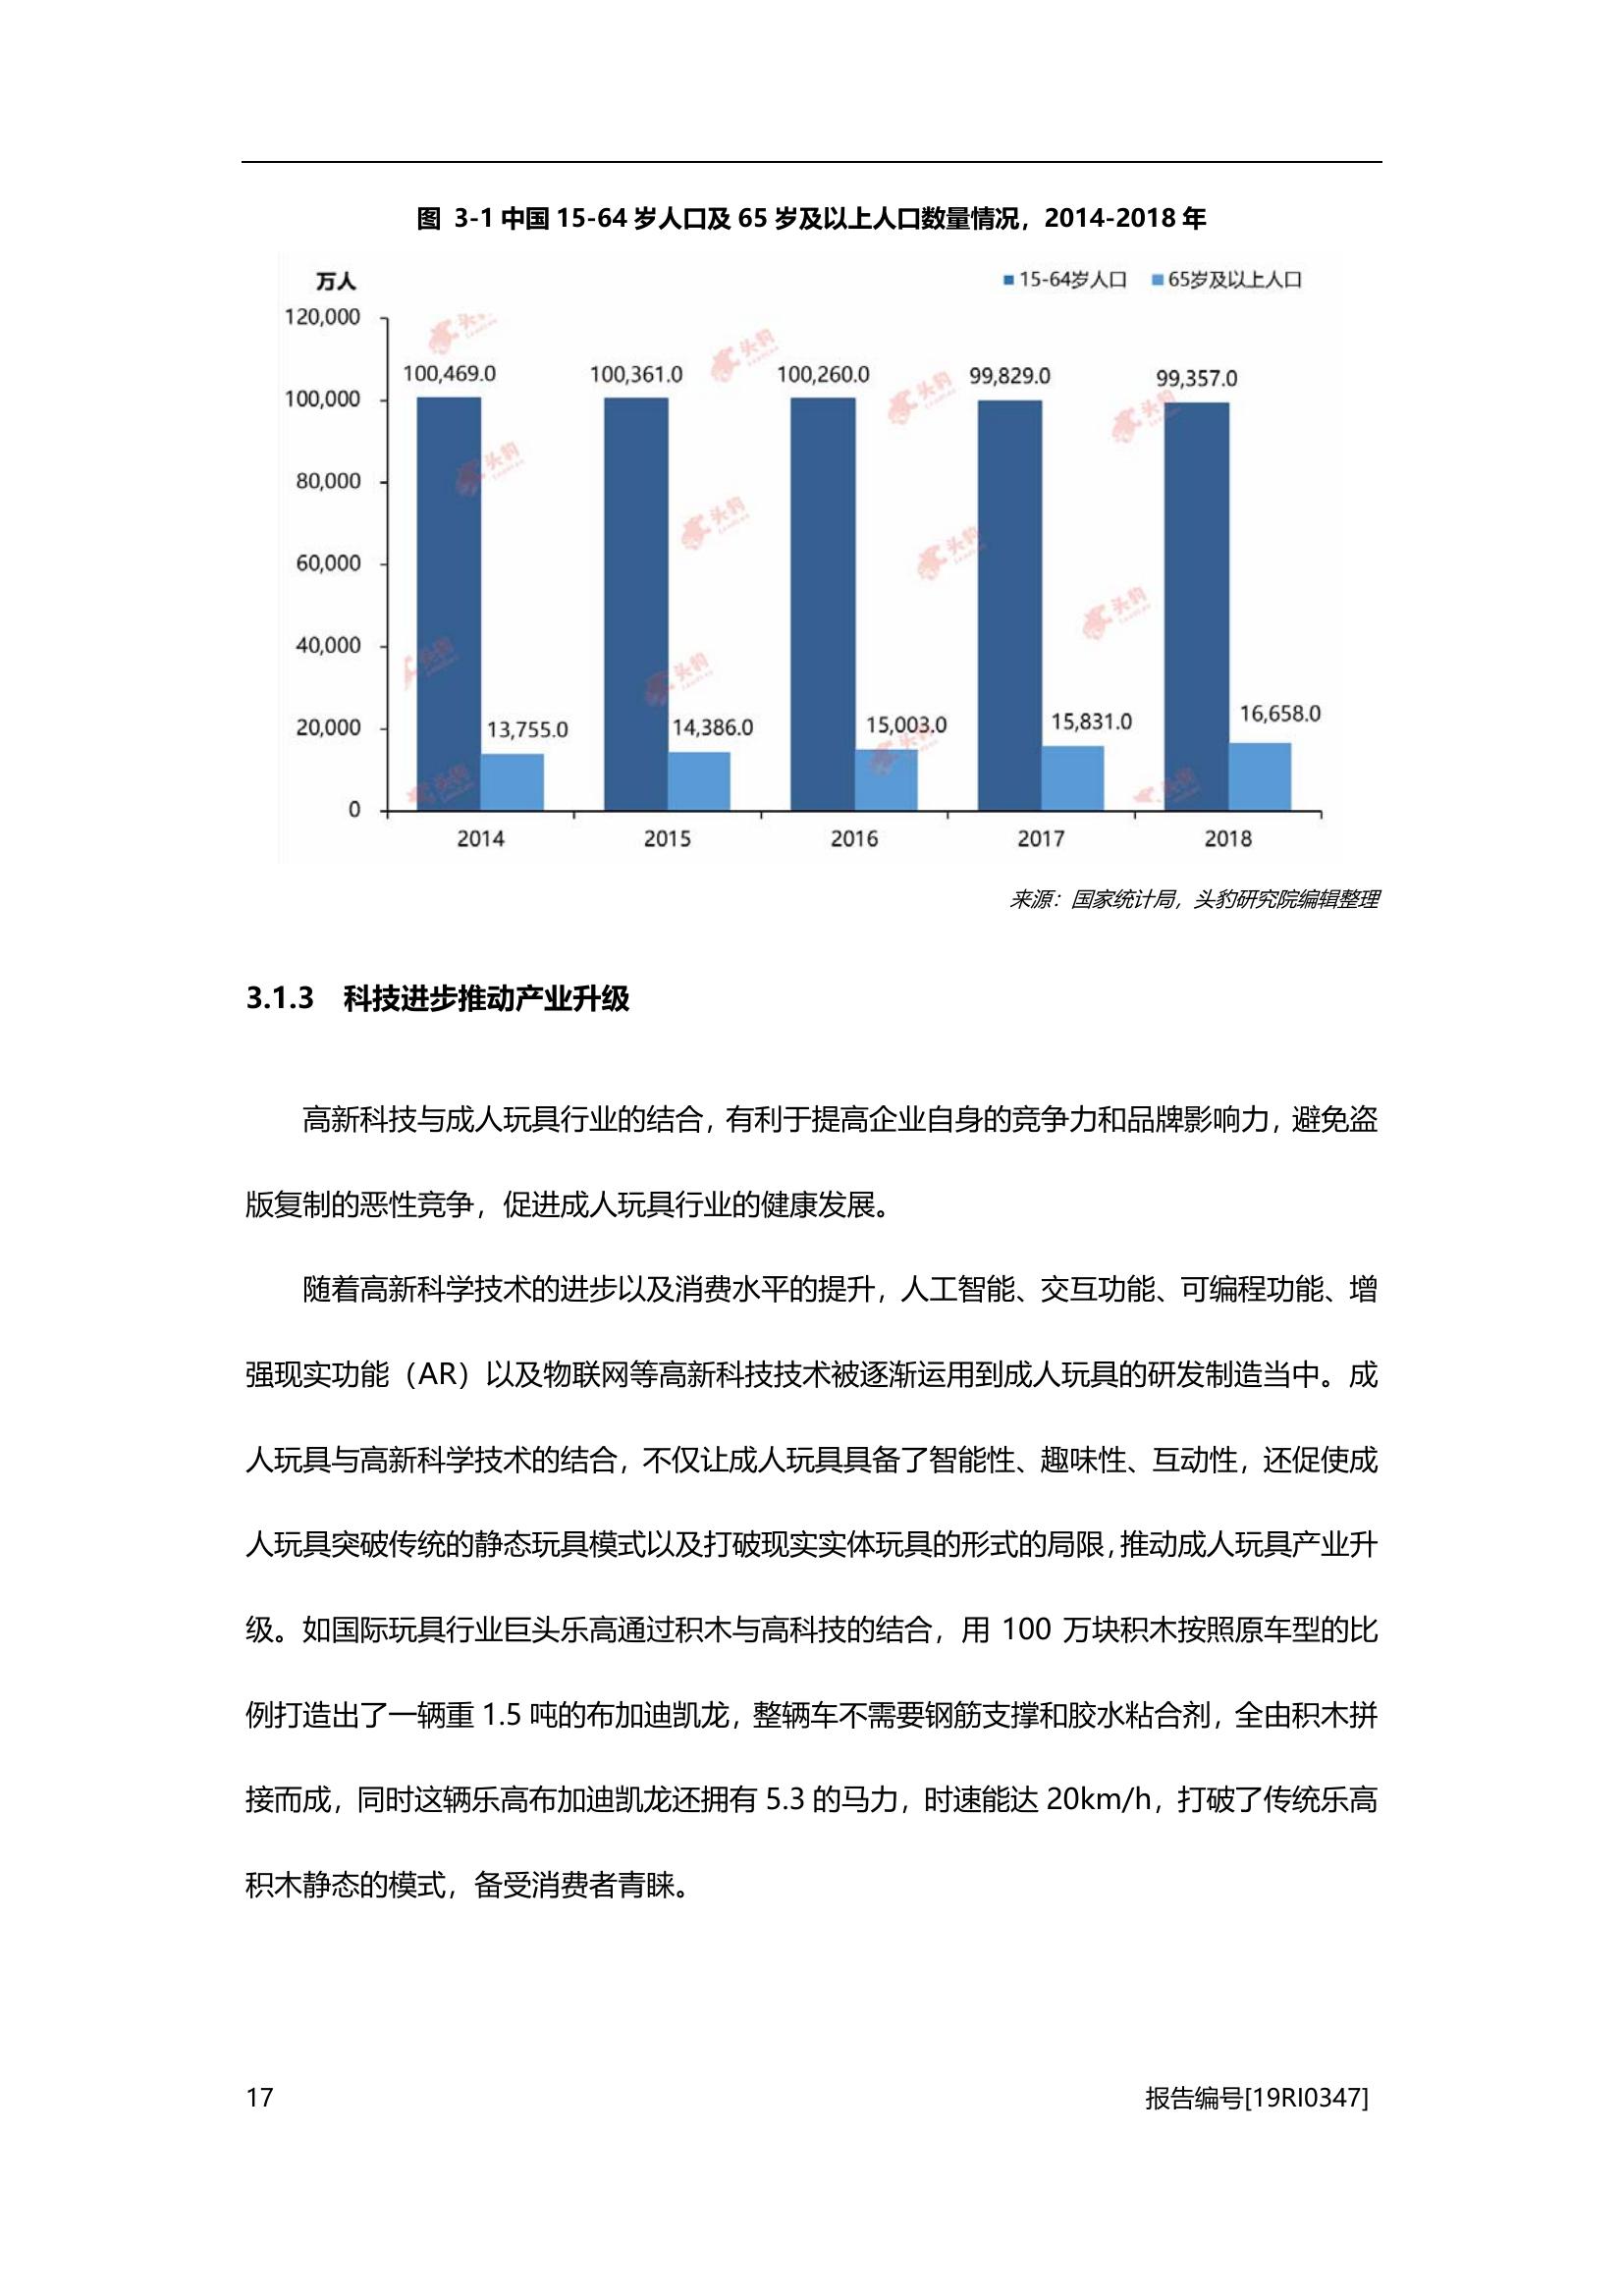 图 3-1 中国 15-64 岁人口及 65 岁及以上人口数量情况，2014-2018 年
万人
15-64岁人口 65岁及以上人口
120,000
100,469.0 100,361.0 100,260.0 99,829.0 99,357.0
100,000
80,000
60,000
40,000
20,000
13,755.0 14,386.0 15,003.0 15,831.0 16,658.0
0
2014 2015 2016 2017 2018
头豹
来源：国家统计局，头豹研究院编辑整理
3.1.3 科技进步推动产业升级
高新科技与成人玩具行业的结合，有利于提高企业自身的竞争力和品牌影响力，避免盗
版复制的恶性竞争，促进成人玩具行业的健康发展。
随着高新科学技术的进步以及消费水平的提升，人工智能、交互功能、可编程功能、增
强现实功能（AR）以及物联网等高新科技技术被逐渐运用到成人玩具的研发制造当中。成
人玩具与高新科学技术的结合，不仅让成人玩具具备了智能性、趣味性、互动性，还促使成
人玩具突破传统的静态玩具模式以及打破现实实体玩具的形式的局限，推动成人玩具产业升
级。如国际玩具行业巨头乐高通过积木与高科技的结合，用 100 万块积木按照原车型的比
例打造出了一辆重 1.5 吨的布加迪凯龙，整辆车不需要钢筋支撑和胶水粘合剂，全由积木拼
接而成，同时这辆乐高布加迪凯龙还拥有 5.3 的马力，时速能达 20km/h，打破了传统乐高
积木静态的模式，备受消费者青睐。
17 报告编号[19RI0347]